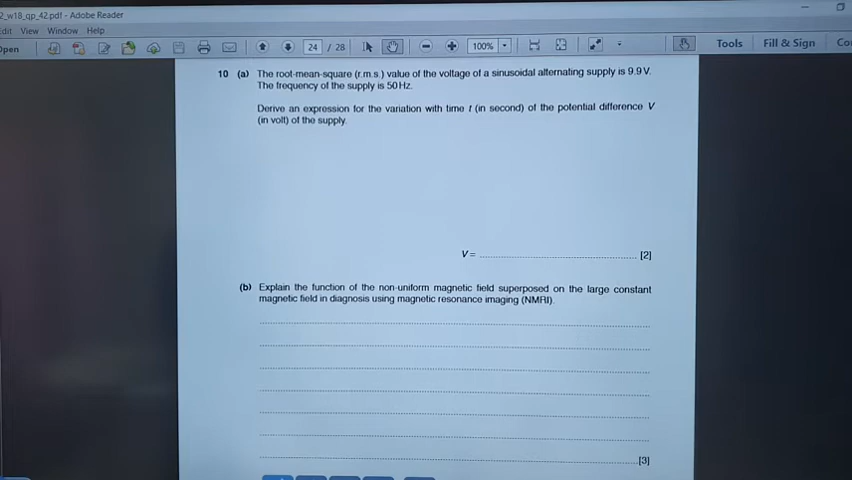 2_w18_qp_42.pdf - Adobe Reader
Edit View Window Help
Open 24 / 28 100% Tools Fill & Sign
10 (a) The root-mean-square (r.m.s.) value of the voltage of a sinusoidal alternating supply is 9.9V.
The frequency of the supply is 50Hz.
Derive an expression for the variation with time t (in second) of the potential difference V
(in volt) of the supply.
V = [2]
(b) Explain the function of the non-uniform magnetic field superposed on the large constant
magnetic field in diagnosis using magnetic resonance imaging (NMRI).
[3]